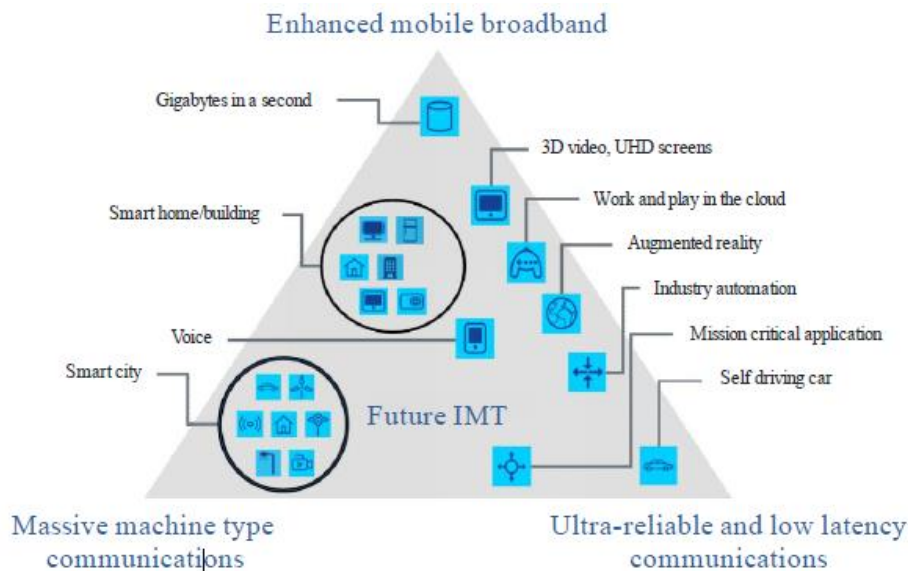 Enhanced mobile broadband
Gigabytes in a second
3D video, UHD screens
Smart home/building
Work and play in the cloud
Augmented reality
Industry automation
Voice
Mission critical application
Smart city
Self driving car
Future IMT
Massive machine type
communications
Ultra-reliable and low latency
communications